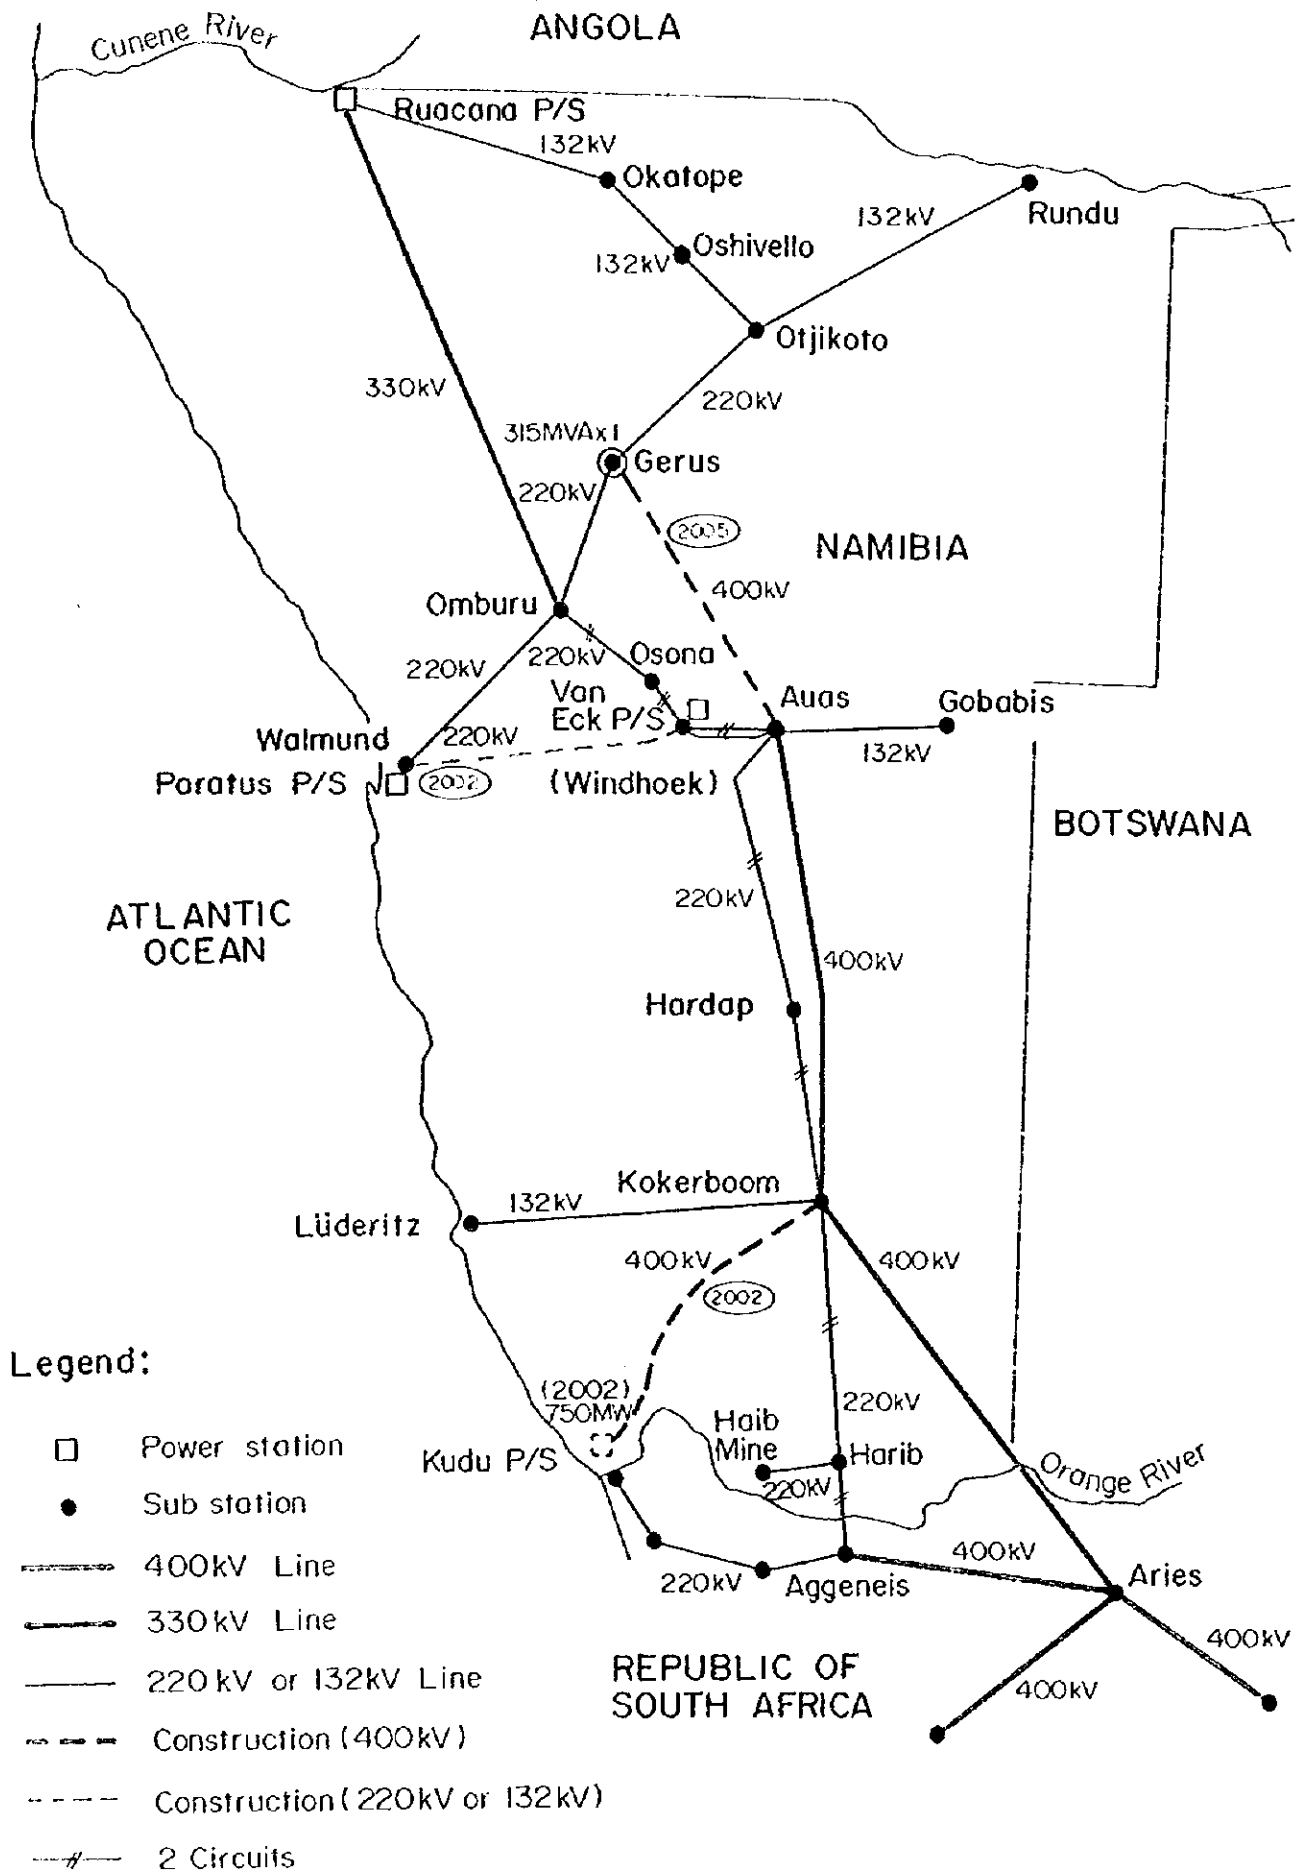 ANGOLA
Cunene River
Ruacana P/S
132kV
Okatope
132kV
Rundu
Oshivello
132kV
Otjikoto
330kV
220kV
315MVAx1
Gerus
220kV
2005
NAMIBIA
400kV
Omburu
220kV
220kV
Osona
Van
Eck P/S
Auas
Gobabis
Walmund
220kV
132kV
Paratus P/S
2002
(Windhoek)
BOTSWANA
220kV
ATLANTIC
OCEAN
400kV
Hardap
Kokerboom
132kV
Lüderitz
400kV
400kV
2002
Legend:
(2002)
750MW
220kV
Haib
Mine
Harib
Kudu P/S
220kV
Orange River
Power station
Sub station
400kV Line
330kV Line
220kV or 132kV Line
Construction (400kV)
Construction (220kV or 132kV)
2 Circuits
400kV
220kV
Aggeneis
Aries
400kV
400kV
REPUBLIC OF
SOUTH AFRICA